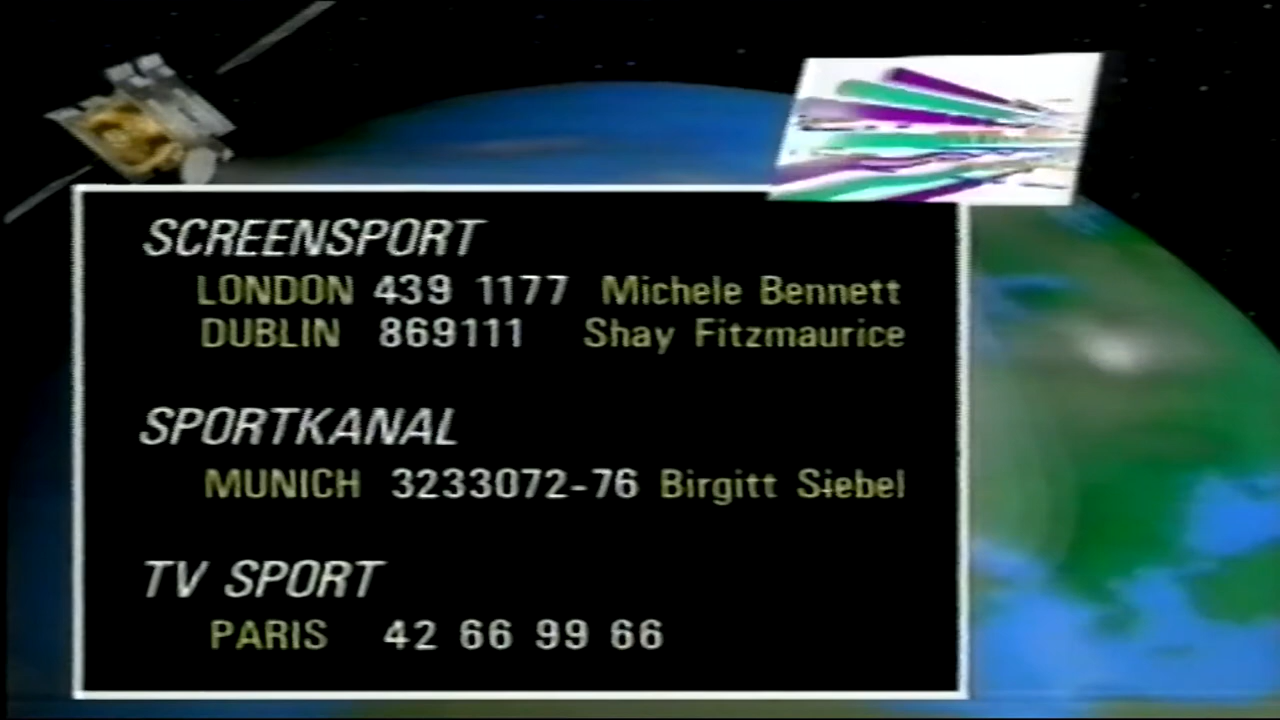 SCREENSPORT
LONDON 439 1177 Michele Bennett
DUBLIN 869111 Shay Fitzmaurice
SPORTKANAL
MUNICH 3233072-76 Birgitt Siebel
TV SPORT
PARIS 42 66 99 66